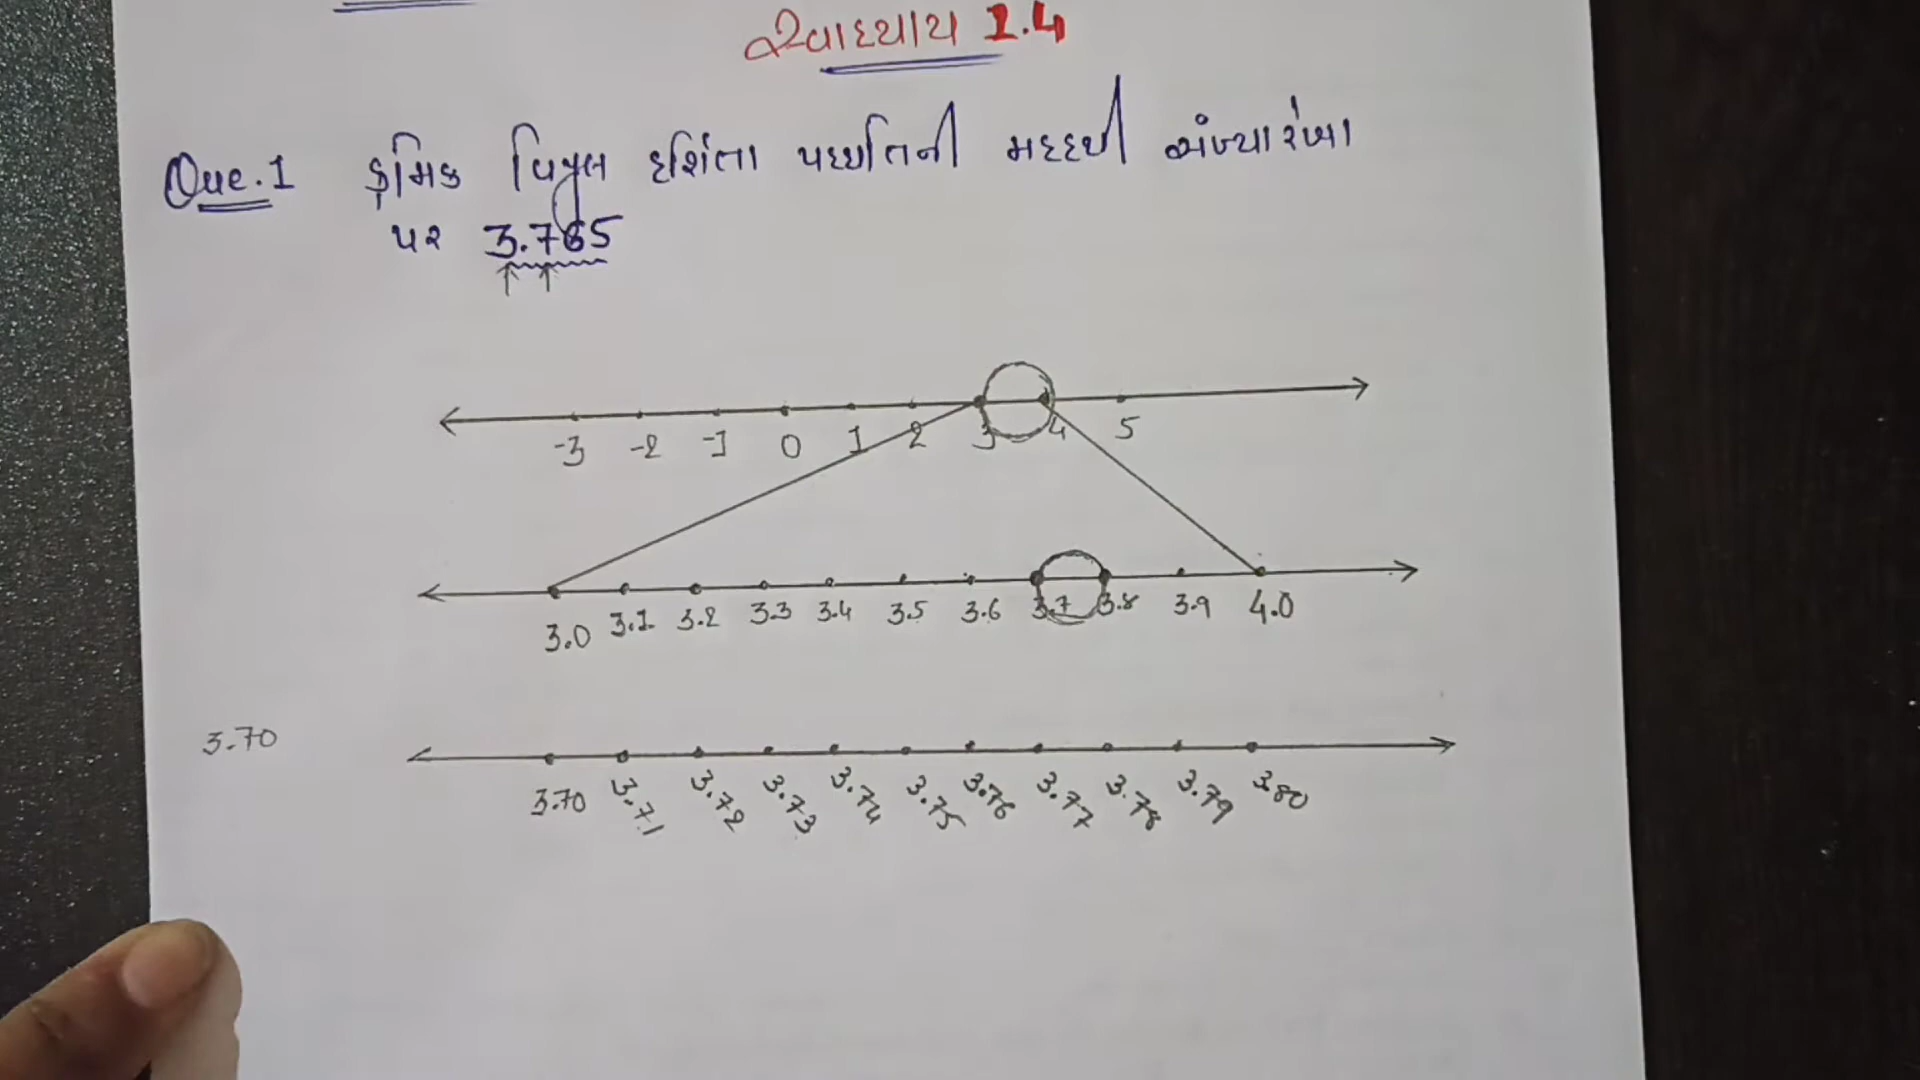 સ્વાધ્યાય 1.4
Que.1 ક્રમિક વિપુલ દર્શિતા પધ્ધતિની મદદથી સંખ્યારેખા
પર 3.765
-3 -2 -1 0 1 2 3 4 5
3.0 3.1 3.2 3.3 3.4 3.5 3.6 3.7 3.8 3.9 4.0
3.70
3.70 3.71 3.72 3.73 3.74 3.75 3.76 3.77 3.78 3.79 3.80